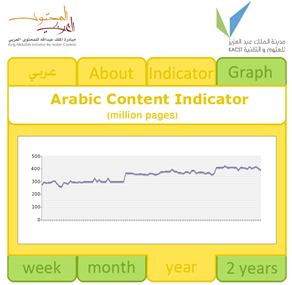 المحتوى العربي
مبادرة الملك عبدالله للمحتوى العربي
King Abdullah Initiative for Arabic Content
مدينة الملك عبدالعزيز
للعلوم و التقنية KACST
عربي
About
Indicator
Graph
Arabic Content Indicator
(million pages)
500
400
300
200
100
0
week
month
year
2 years